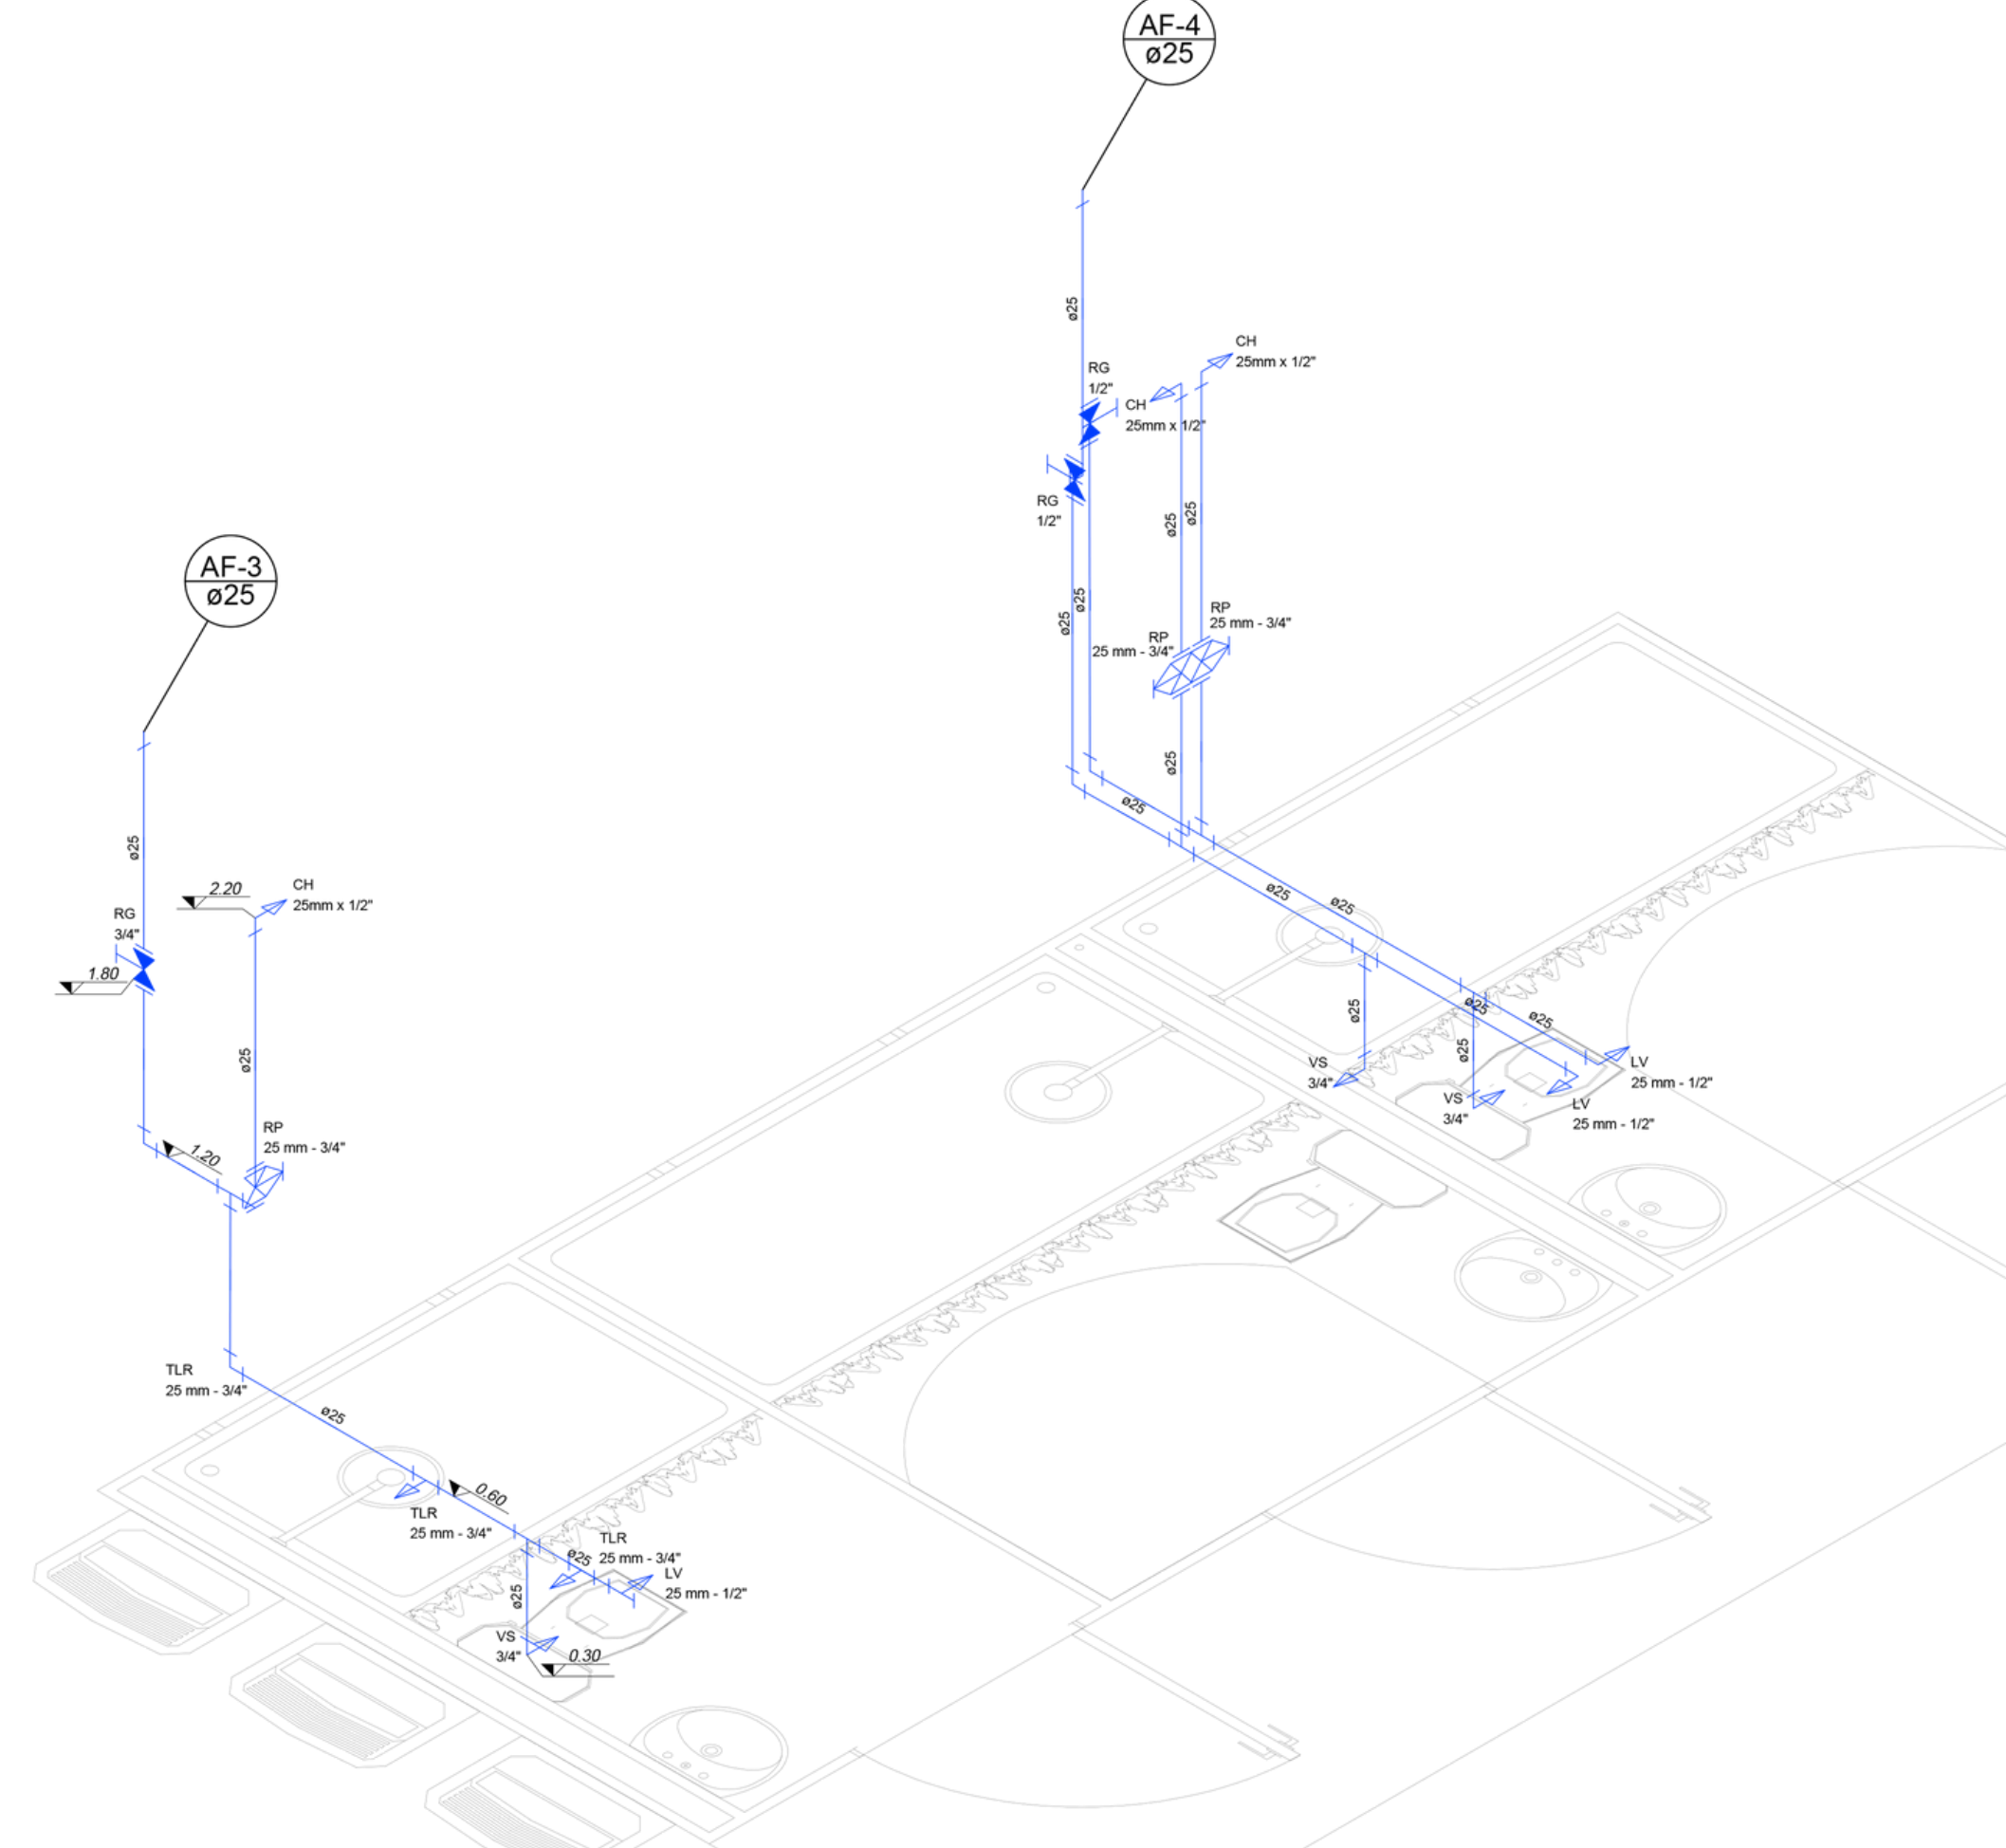 AF-4
ø25
ø25
CH
25mm x 1/2"
RG
1/2"
CH
25mm x 1/2"
RG
1/2"
ø25
ø25
ø25
ø25
RP
25 mm - 3/4"
RP
25 mm - 3/4"
ø25
ø25
ø25
ø25
ø25
ø25
ø25
ø25
VS
3/4"
VS
3/4"
LV
25 mm - 1/2"
LV
25 mm - 1/2"
AF-3
ø25
ø25
2.20
CH
25mm x 1/2"
RG
3/4"
1.80
ø25
RP
25 mm - 3/4"
1.20
TLR
25 mm - 3/4"
ø25
0.60
TLR
25 mm - 3/4"
TLR
25 mm - 3/4"
ø25
LV
25 mm - 1/2"
ø25
VS
3/4"
0.30